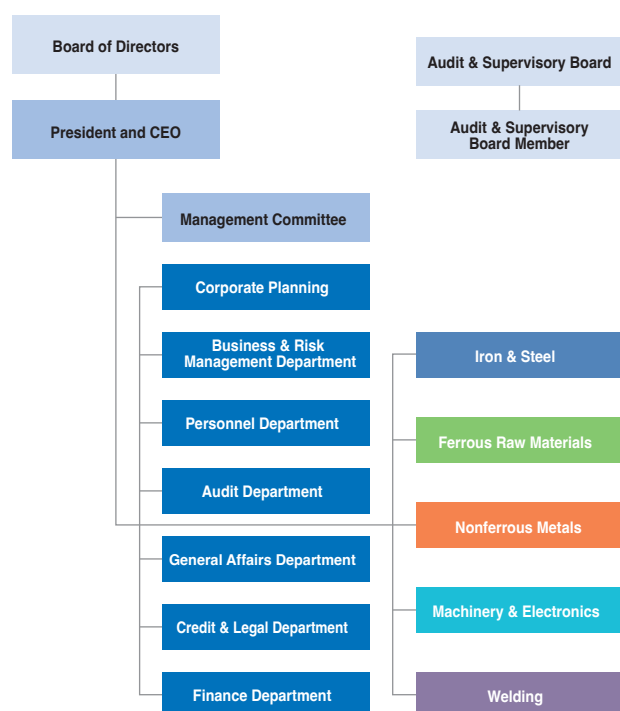 Board of Directors
President and CEO
Audit & Supervisory Board
Audit & Supervisory
Board Member
Management Committee
Corporate Planning
Business & Risk
Management Department
Personnel Department
Audit Department
General Affairs Department
Credit & Legal Department
Finance Department
Iron & Steel
Ferrous Raw Materials
Nonferrous Metals
Machinery & Electronics
Welding